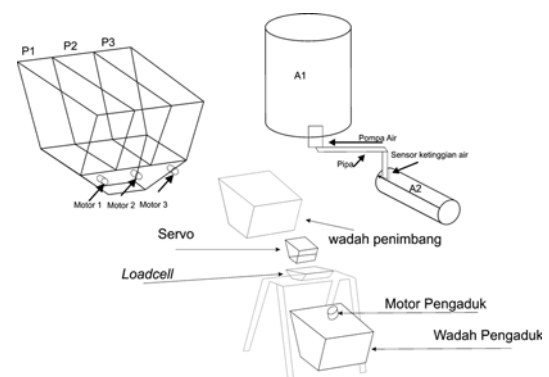 P1
P2
P3
A1
Pompa Air
Sensor ketinggian air
Pipa
A2
Motor 1
Motor 2
Motor 3
wadah penimbang
Servo
Loadcell
Motor Pengaduk
Wadah Pengaduk